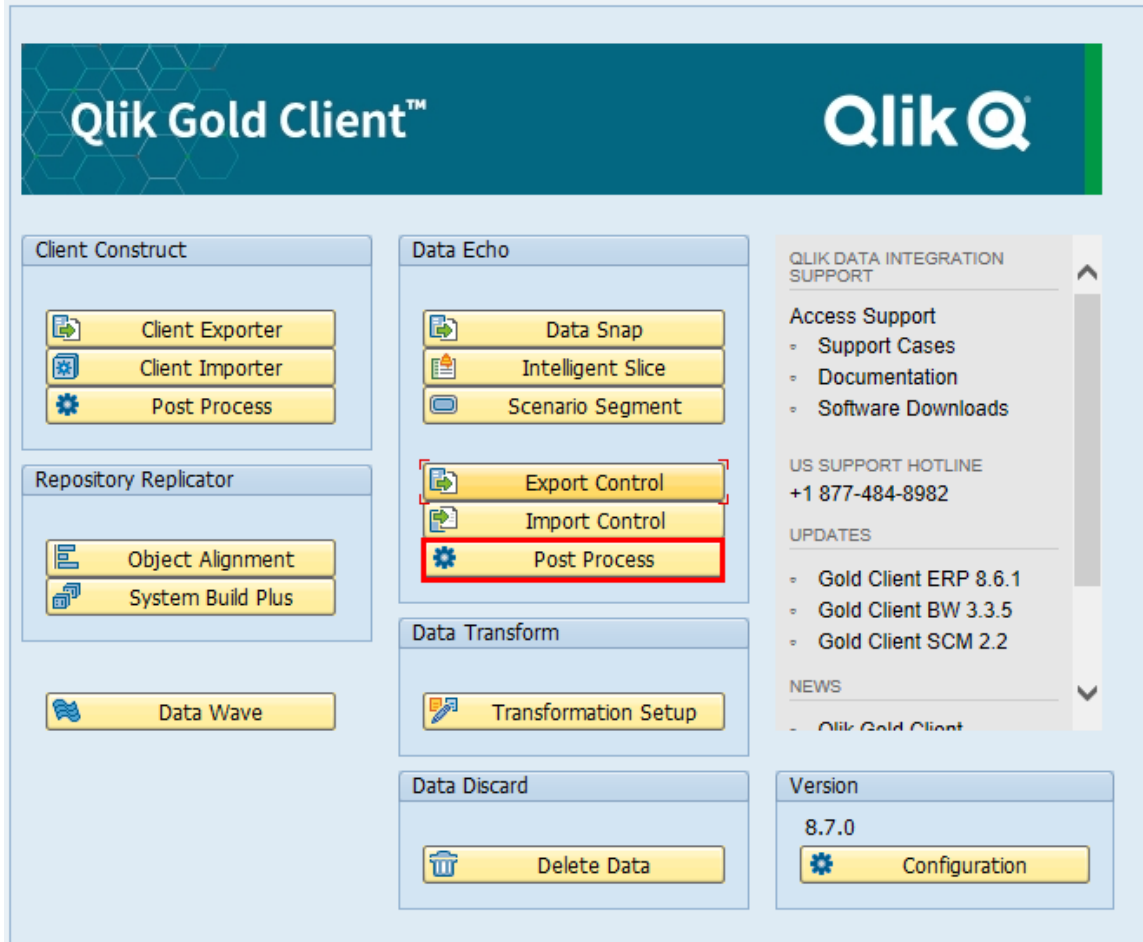 Qlik Gold Client™
Qlik
Client Construct
Client Exporter
Client Importer
Post Process
Repository Replicator
Object Alignment
System Build Plus
Data Wave
Data Echo
Data Snap
Intelligent Slice
Scenario Segment
Export Control
Import Control
Post Process
Data Transform
Transformation Setup
Data Discard
Delete Data
QLIK DATA INTEGRATION
SUPPORT
Access Support
Support Cases
Documentation
Software Downloads
US SUPPORT HOTLINE
+1 877-484-8982
UPDATES
Gold Client ERP 8.6.1
Gold Client BW 3.3.5
Gold Client SCM 2.2
NEWS
Qlik Gold Client
Version
8.7.0
Configuration